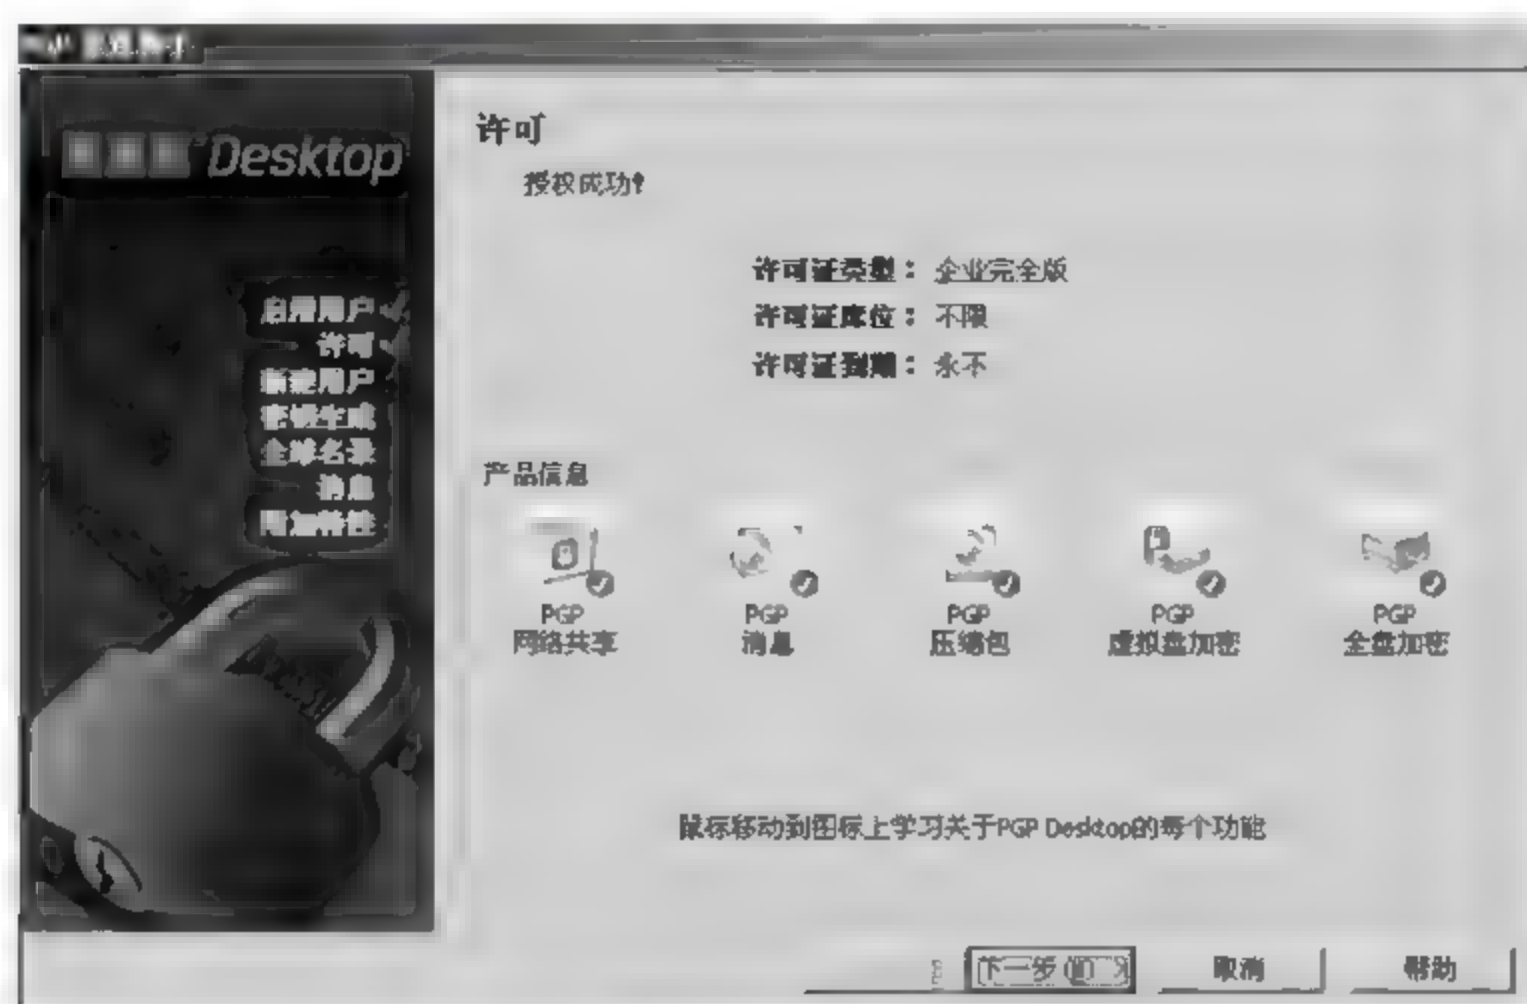 Desktop
许可
授权成功!
许可证类型：企业完全版
许可证席位：不限
许可证到期：永不
启用用户
许可
新建用户
密钥生成
全球名录
消息
附加特性
产品信息
PGP
网络共享
PGP
消息
PGP
压缩包
PGP
虚拟盘加密
PGP
全盘加密
鼠标移动到图标上学习关于PGP Desktop的每个功能
下一步
取消
帮助